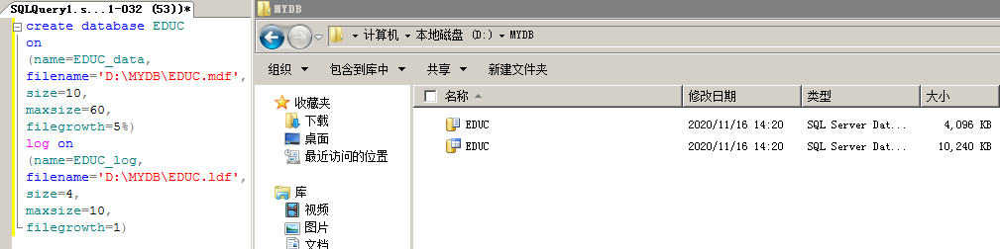 SQLQuery1.s...1-032 (53))*
create database EDUC
on
(name=EDUC_data,
filename='D:\MYDB\EDUC.mdf',
size=10,
maxsize=60,
filegrowth=5%)
log on
(name=EDUC_log,
filename='D:\MYDB\EDUC.ldf',
size=4,
maxsize=10,
filegrowth=1)
MYDB
计算机 本地磁盘 (D:) MYDB
组织 包含到库中 共享 新建文件夹
收藏夹
下载
桌面
最近访问的位置
库
视频
图片
文档
名称 修改日期 类型 大小
EDUC 2020/11/16 14:20 SQL Server Dat... 4,096 KB
EDUC 2020/11/16 14:20 SQL Server Dat... 10,240 KB